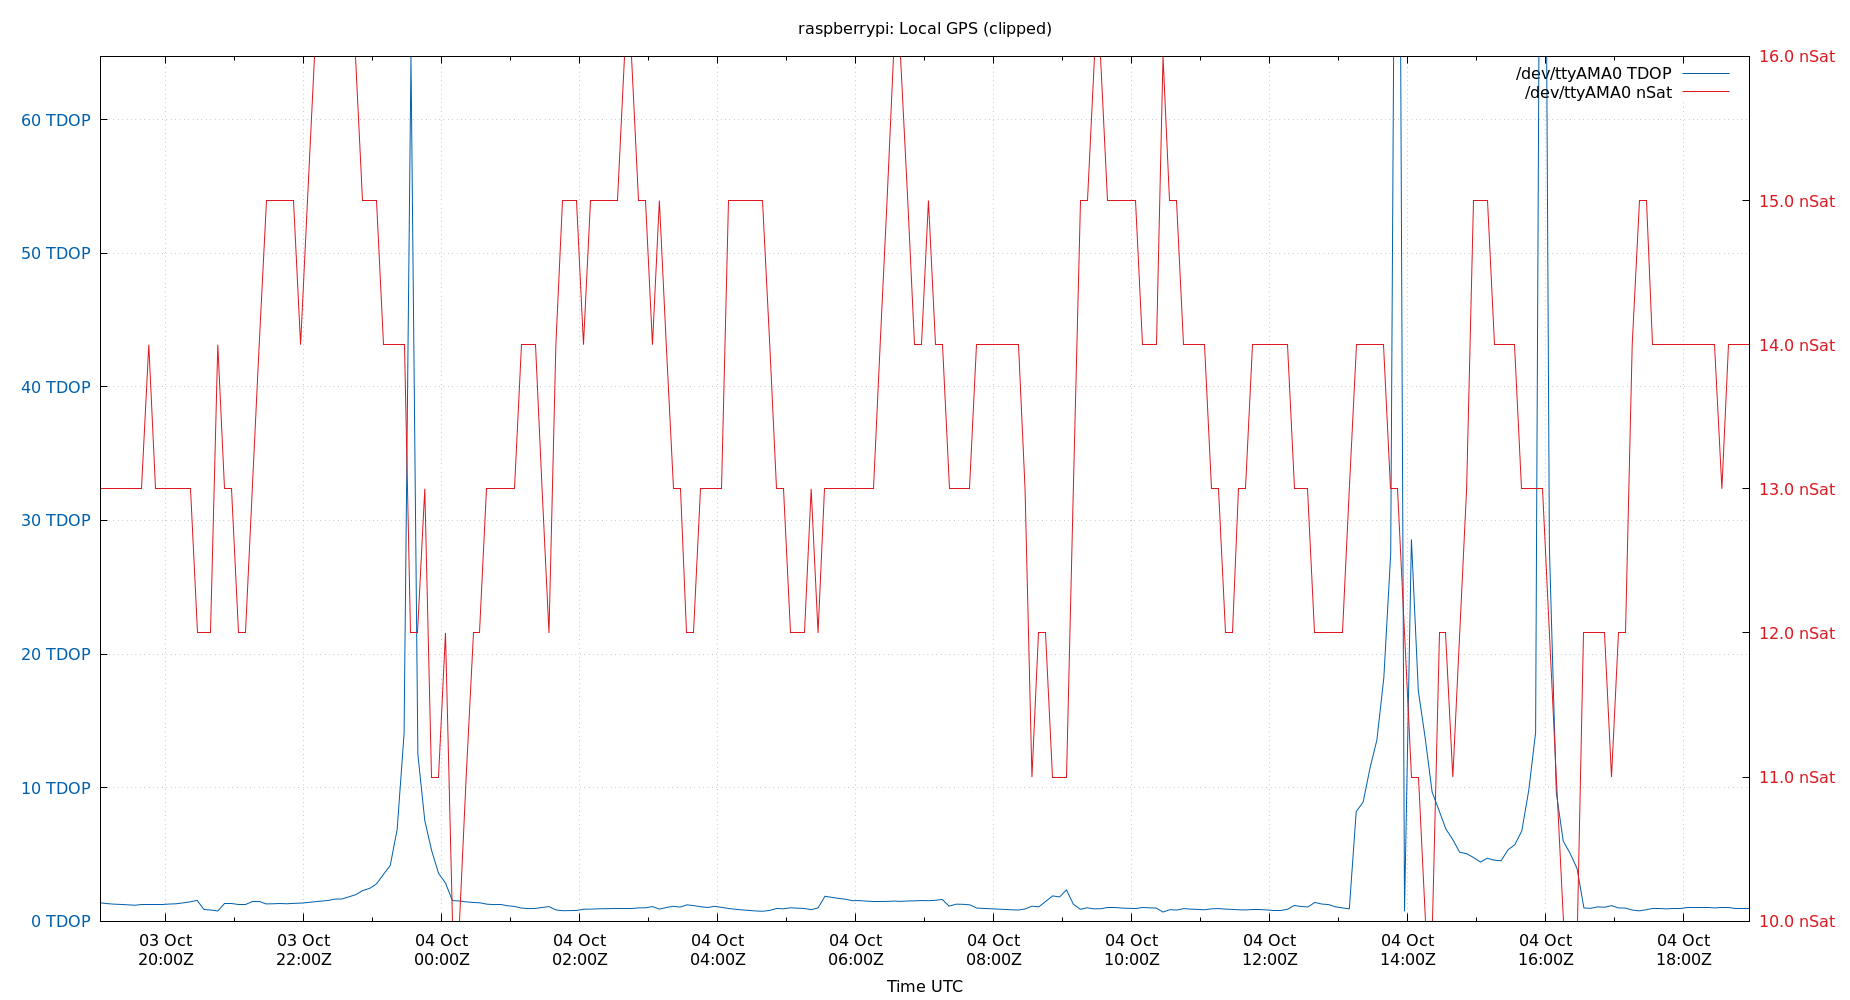 raspberrypi: Local GPS (clipped)
/dev/ttyAMA0 TDOP
/dev/ttyAMA0 nSat
60 TDOP
50 TDOP
40 TDOP
30 TDOP
20 TDOP
10 TDOP
0 TDOP
16.0 nSat
15.0 nSat
14.0 nSat
13.0 nSat
12.0 nSat
11.0 nSat
10.0 nSat
03 Oct
20:00Z
03 Oct
22:00Z
04 Oct
00:00Z
04 Oct
02:00Z
04 Oct
04:00Z
04 Oct
06:00Z
04 Oct
08:00Z
04 Oct
10:00Z
04 Oct
12:00Z
04 Oct
14:00Z
04 Oct
16:00Z
04 Oct
18:00Z
Time UTC